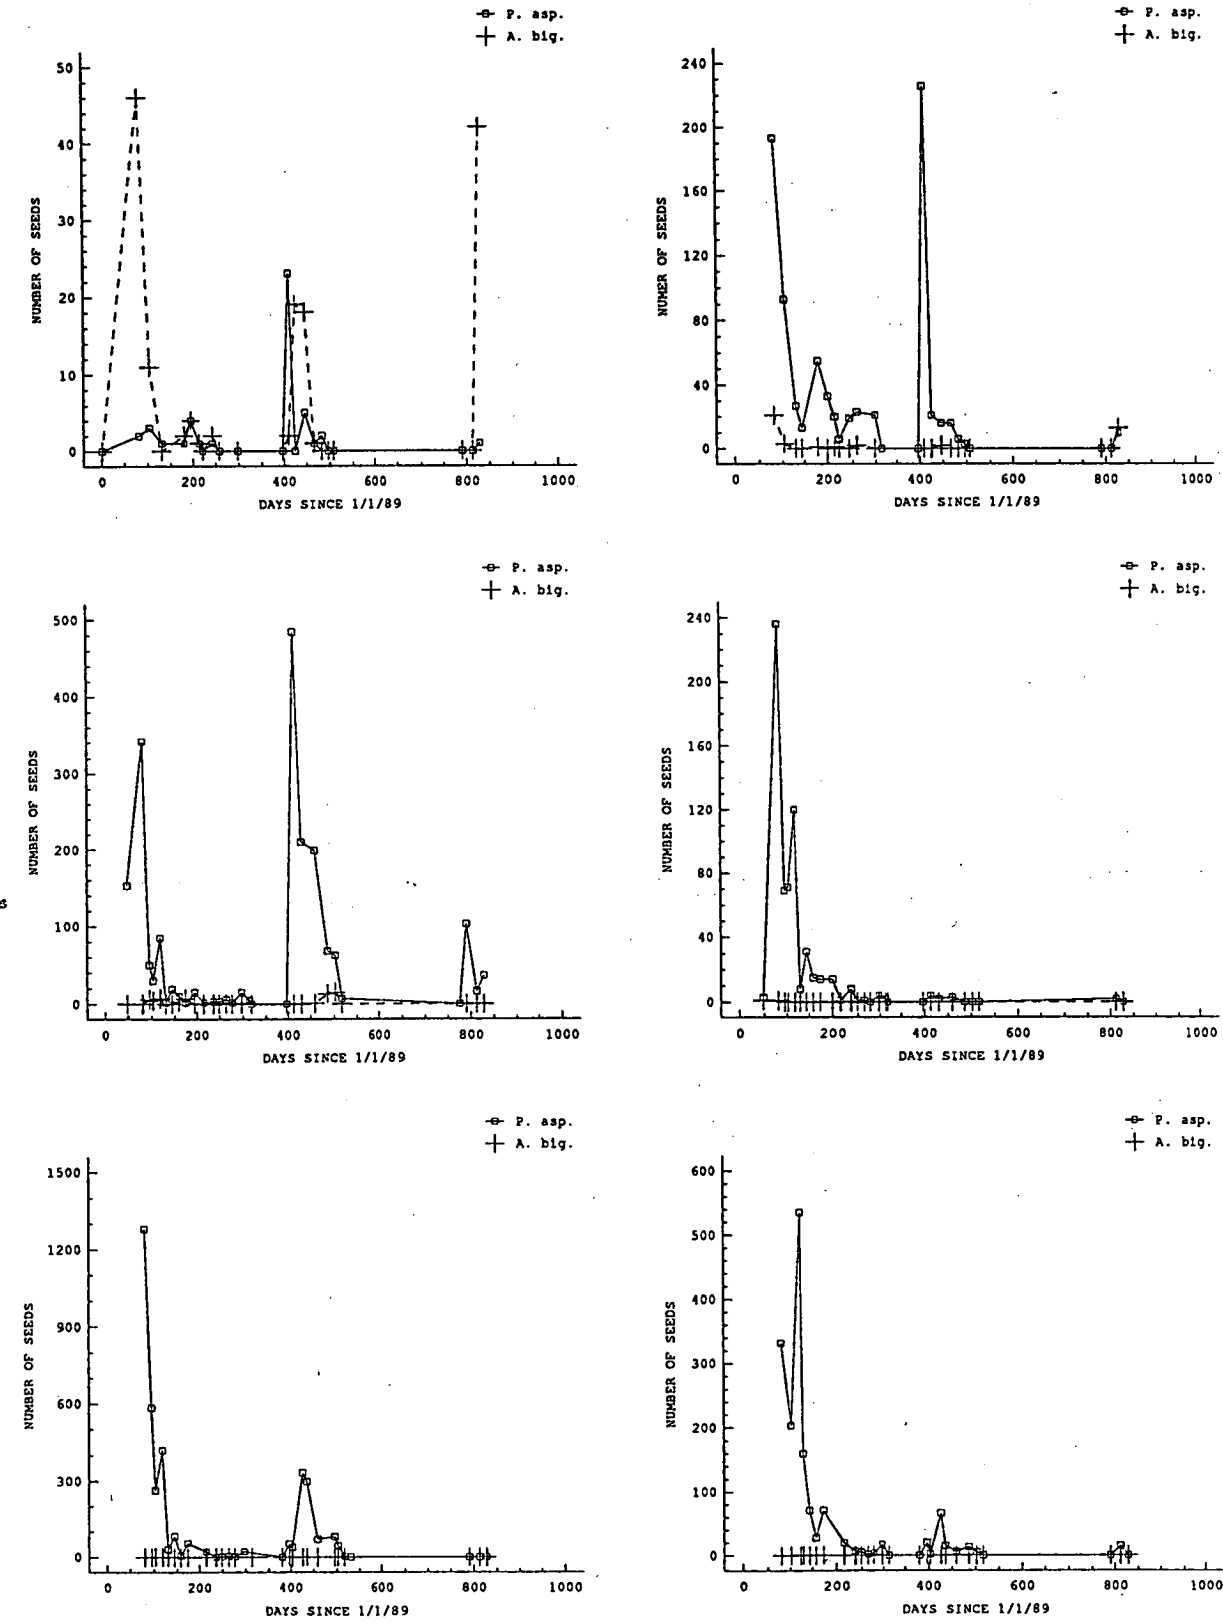 P. asp.
A. big.
50
40
30
20
10
0
NUMBER OF SEEDS
0 200 400 600 800 1000
DAYS SINCE 1/1/89
P. asp.
A. big.
240
200
160
120
80
40
0
NUMER OF SEEDS
0 200 400 600 800 1000
DAYS SINCE 1/1/89
P. asp.
A. big.
500
400
300
200
100
0
NUMBER OF SEEDS
s
0 200 400 600 800 1000
DAYS SINCE 1/1/89
P. asp.
A. big.
240
200
160
120
80
40
0
NUMBER OF SEEDS
0 200 400 600 800 1000
DAYS SINCE 1/1/89
P. asp.
A. big.
1500
1200
900
600
300
0
NUMBER OF SEEDS
0 200 400 600 800 1000
DAYS SINCE 1/1/89
P. asp.
A. big.
600
500
400
300
200
100
0
NUMBER OF SEEDS
0 200 400 600 800 1000
DAYS SINCE 1/1/89